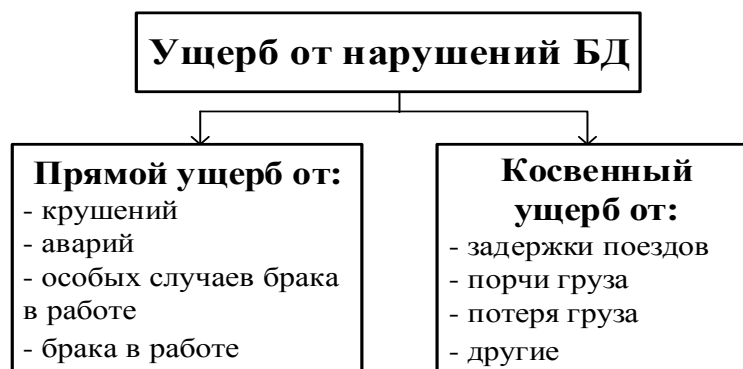 Ущерб от нарушений БД
Прямой ущерб от:
- крушений
- аварий
- особых случаев брака
в работе
- брака в работе
Косвенный
ущерб от:
- задержки поездов
- порчи груза
- потеря груза
- другие